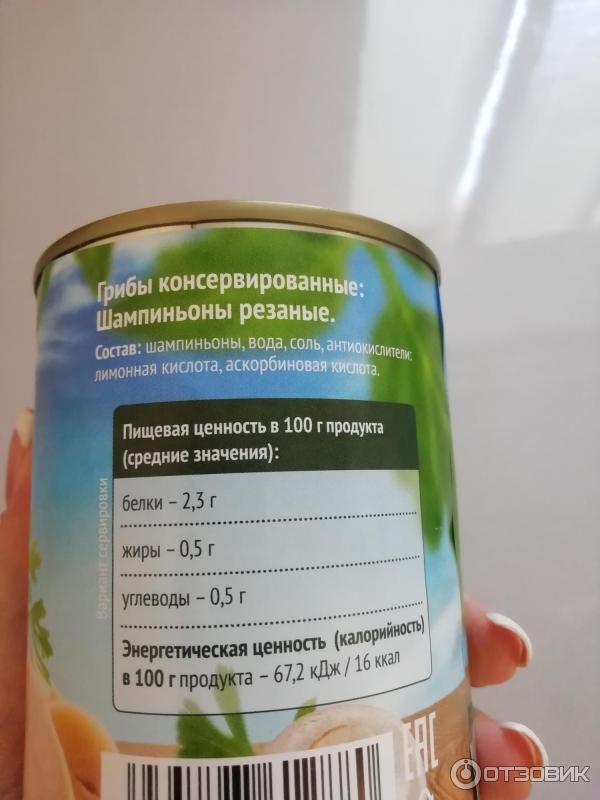 Грибы консервированные:
Шампиньоны резаные.
Состав: шампиньоны, вода, соль, антиокислители:
лимонная кислота, аскорбиновая кислота.
Пищевая ценность в 100 г продукта
(средние значения):
белки – 2,3 г
жиры – 0,5 г
углеводы – 0,5 г
Энергетическая ценность (калорийность)
в 100 г продукта – 67,2 кДж / 16 ккал
Вариант сервировки
EAC
ОТЗОВИК